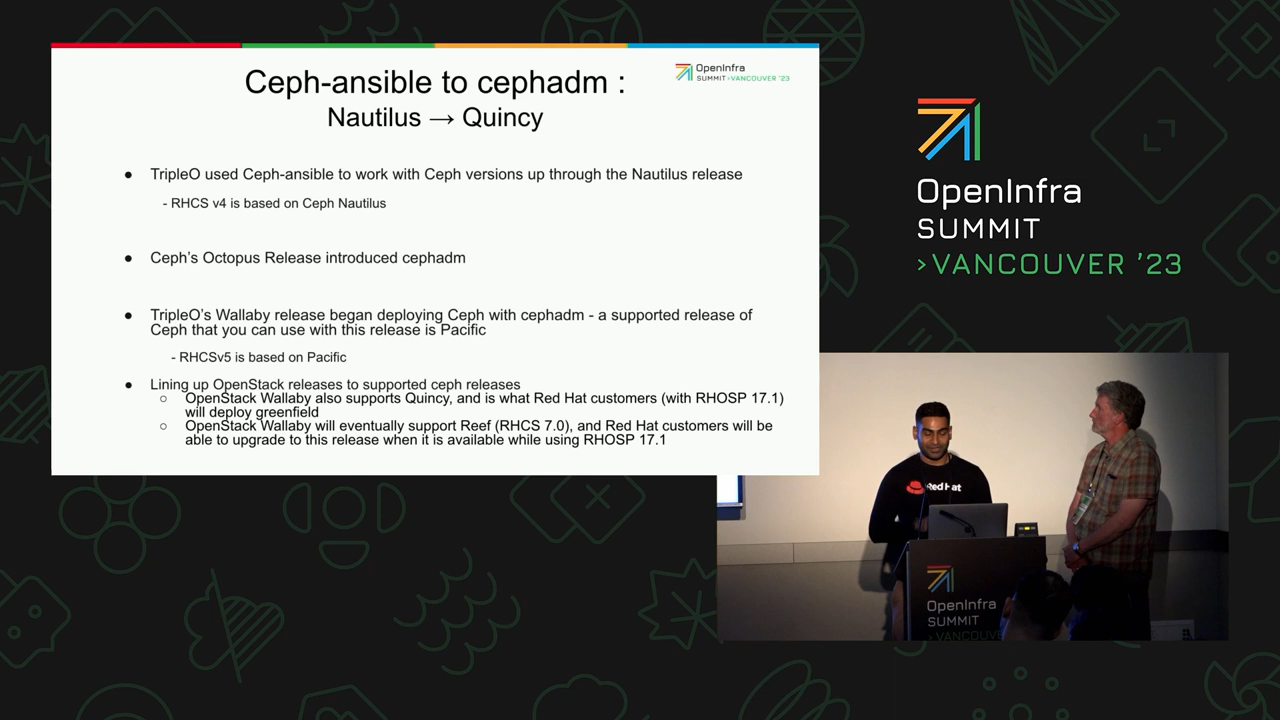 Ceph-ansible to cephadm :
Nautilus → Quincy
OpenInfra
SUMMIT >VANCOUVER '23
● TripleO used Ceph-ansible to work with Ceph versions up through the Nautilus release
- RHCS v4 is based on Ceph Nautilus
● Ceph's Octopus Release introduced cephadm
● TripleO's Wallaby release began deploying Ceph with cephadm - a supported release of
Ceph that you can use with this release is Pacific
- RHCSv5 is based on Pacific
● Lining up OpenStack releases to supported ceph releases
○ OpenStack Wallaby also supports Quincy, and is what Red Hat customers (with RHOSP 17.1)
will deploy greenfield
○ OpenStack Wallaby will eventually support Reef (RHCS 7.0), and Red Hat customers will be
able to upgrade to this release when it is available while using RHOSP 17.1
OpenInfra
SUMMIT
>VANCOUVER '23
Red Hat
OpenInfra
SUMMIT
>VANCOUVE